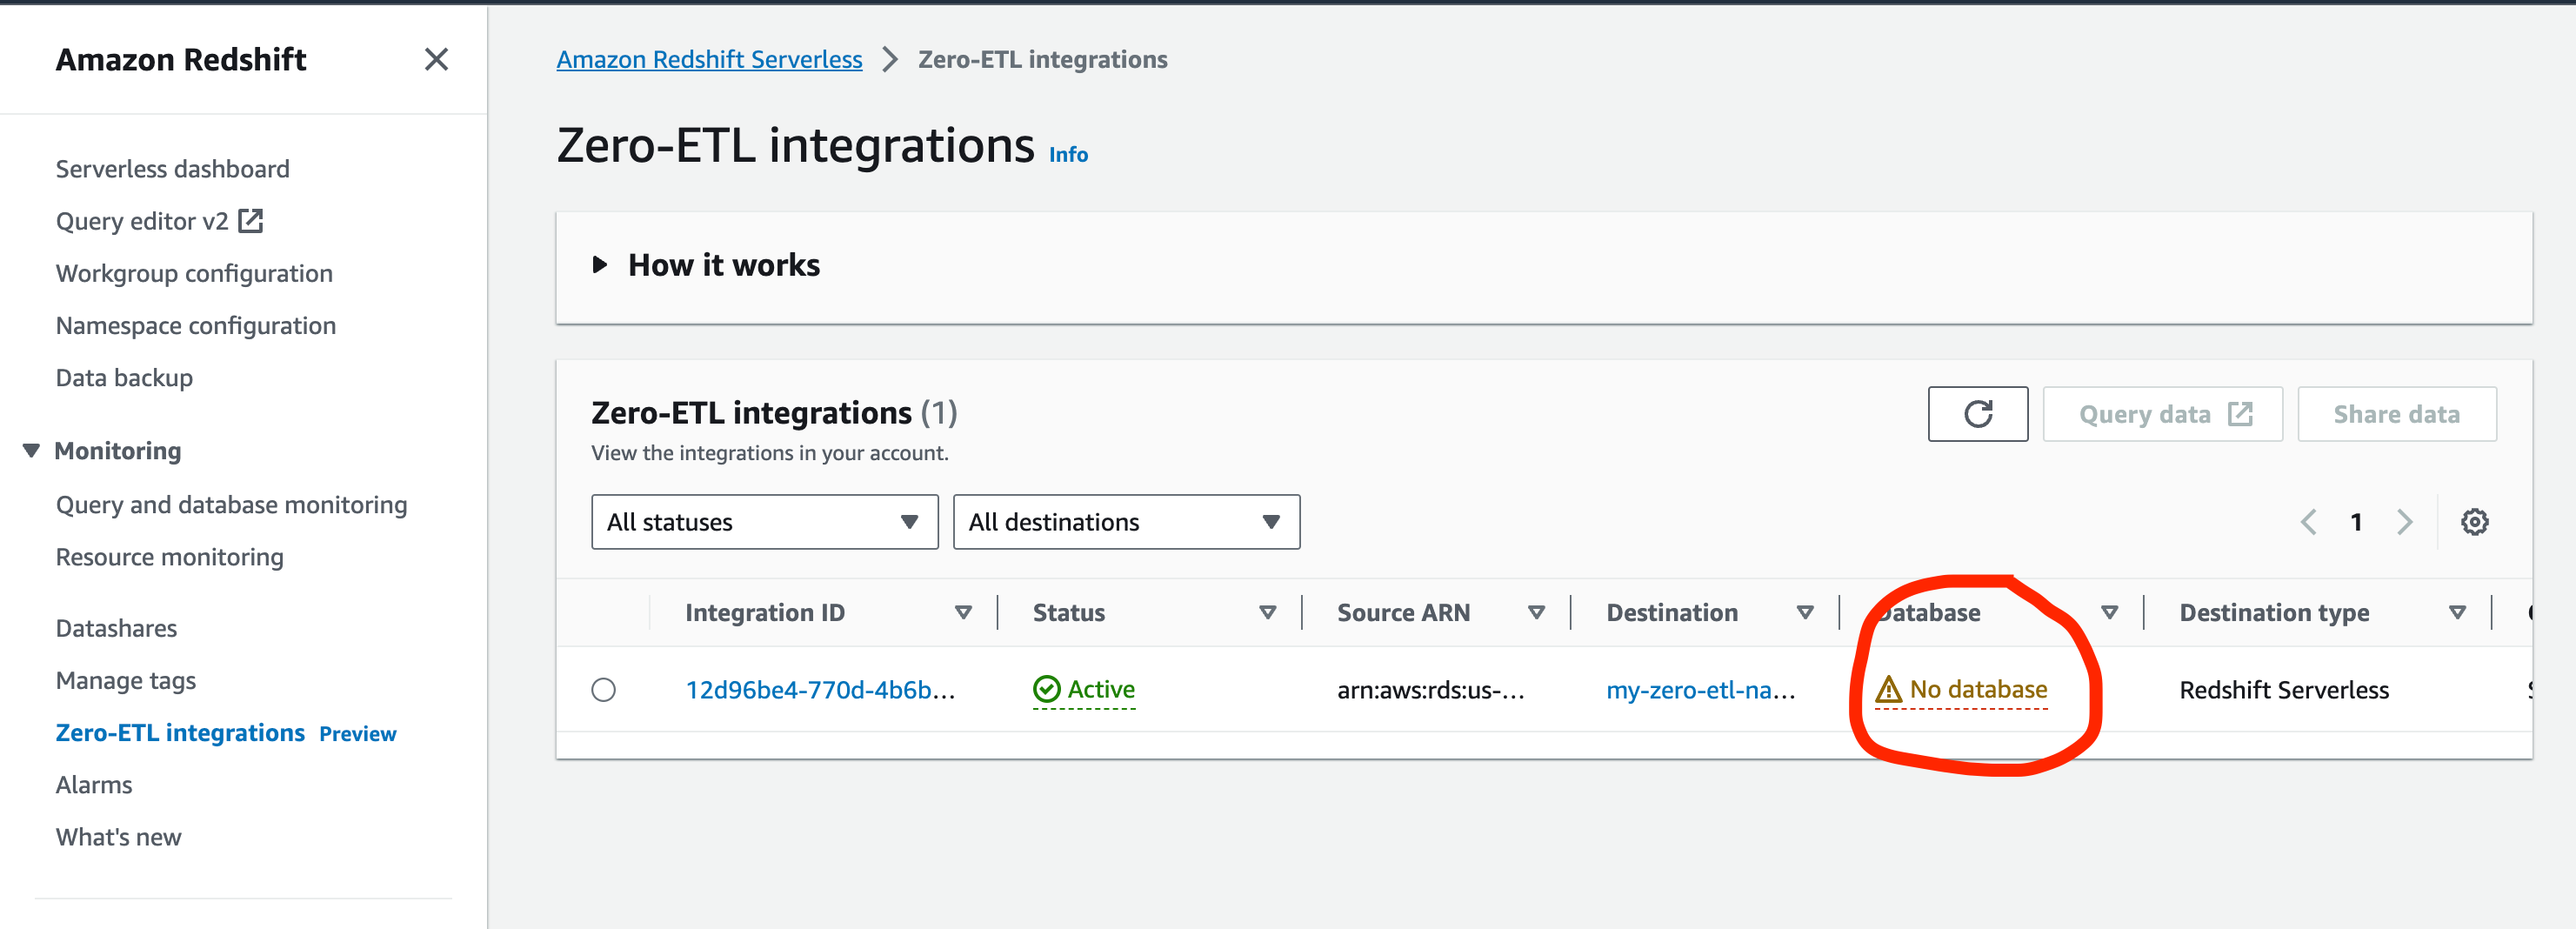 Amazon Redshift
Serverless dashboard
Query editor v2
Workgroup configuration
Namespace configuration
Data backup
Monitoring
Query and database monitoring
Resource monitoring
Datashares
Manage tags
Zero-ETL integrations Preview
Alarms
What's new
Amazon Redshift Serverless > Zero-ETL integrations
Zero-ETL integrations Info
How it works
Zero-ETL integrations (1)
View the integrations in your account.
Query data
Share data
All statuses
All destinations
1
Integration ID Status Source ARN Destination Database Destination type
12d96be4-770d-4b6b... Active arn:aws:rds:us-... my-zero-etl-na... No database Redshift Serverless